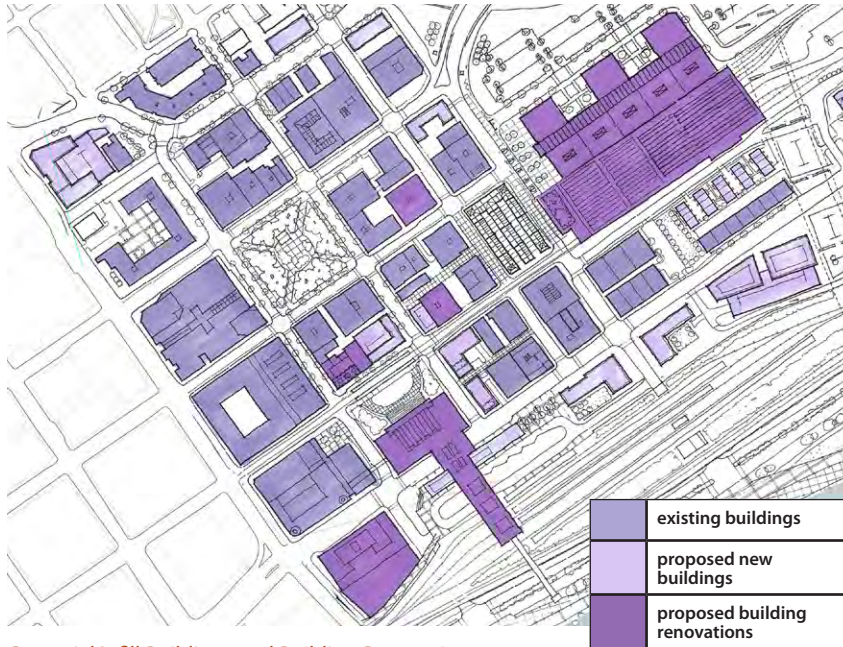 existing buildings
proposed new
buildings
proposed building
renovations